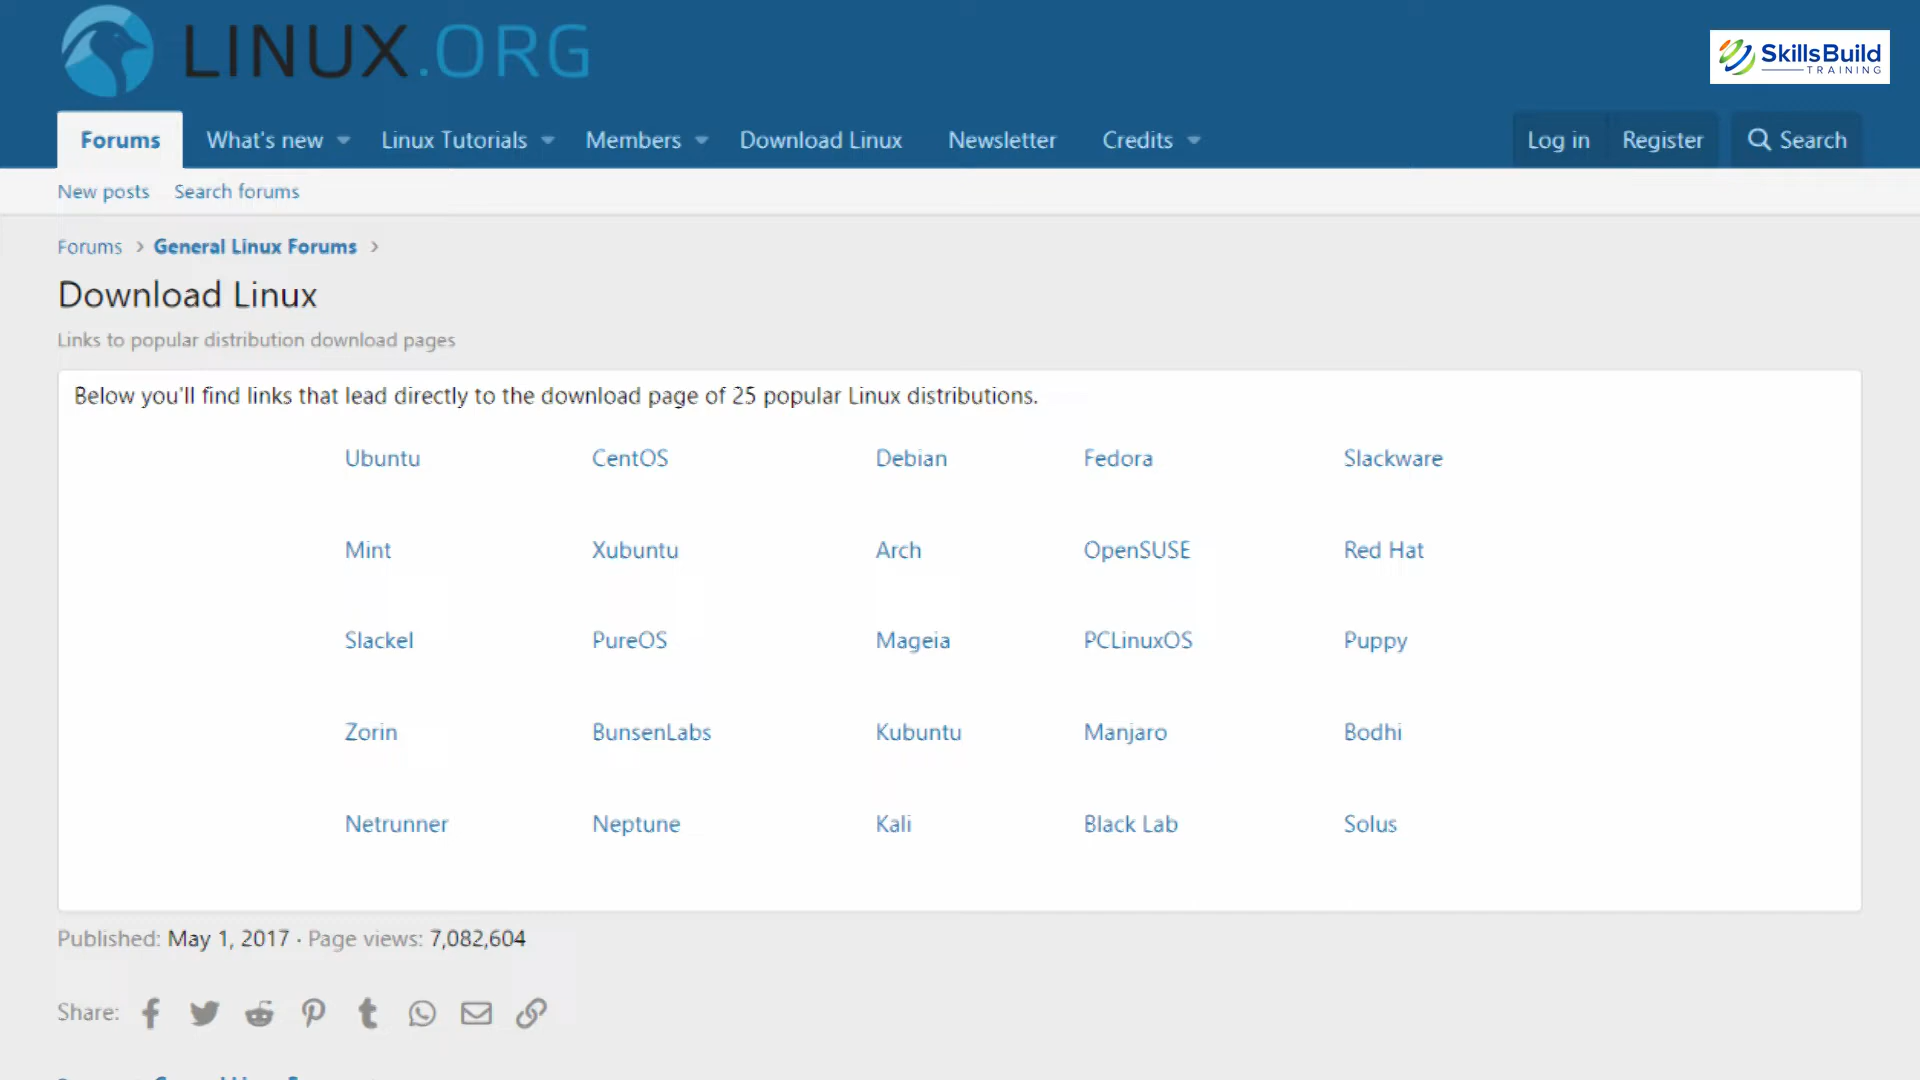 LINUX.ORG
SkillsBuild
TRAINING
Forums What's new Linux Tutorials Members Download Linux Newsletter Credits Log in Register Search
New posts Search forums
Forums > General Linux Forums >
Download Linux
Links to popular distribution download pages
Below you'll find links that lead directly to the download page of 25 popular Linux distributions.
Ubuntu CentOS Debian Fedora Slackware
Mint Xubuntu Arch OpenSUSE Red Hat
Slackel PureOS Mageia PCLinuxOS Puppy
Zorin BunsenLabs Kubuntu Manjaro Bodhi
Netrunner Neptune Kali Black Lab Solus
Published: May 1, 2017 · Page views: 7,082,604
Share: